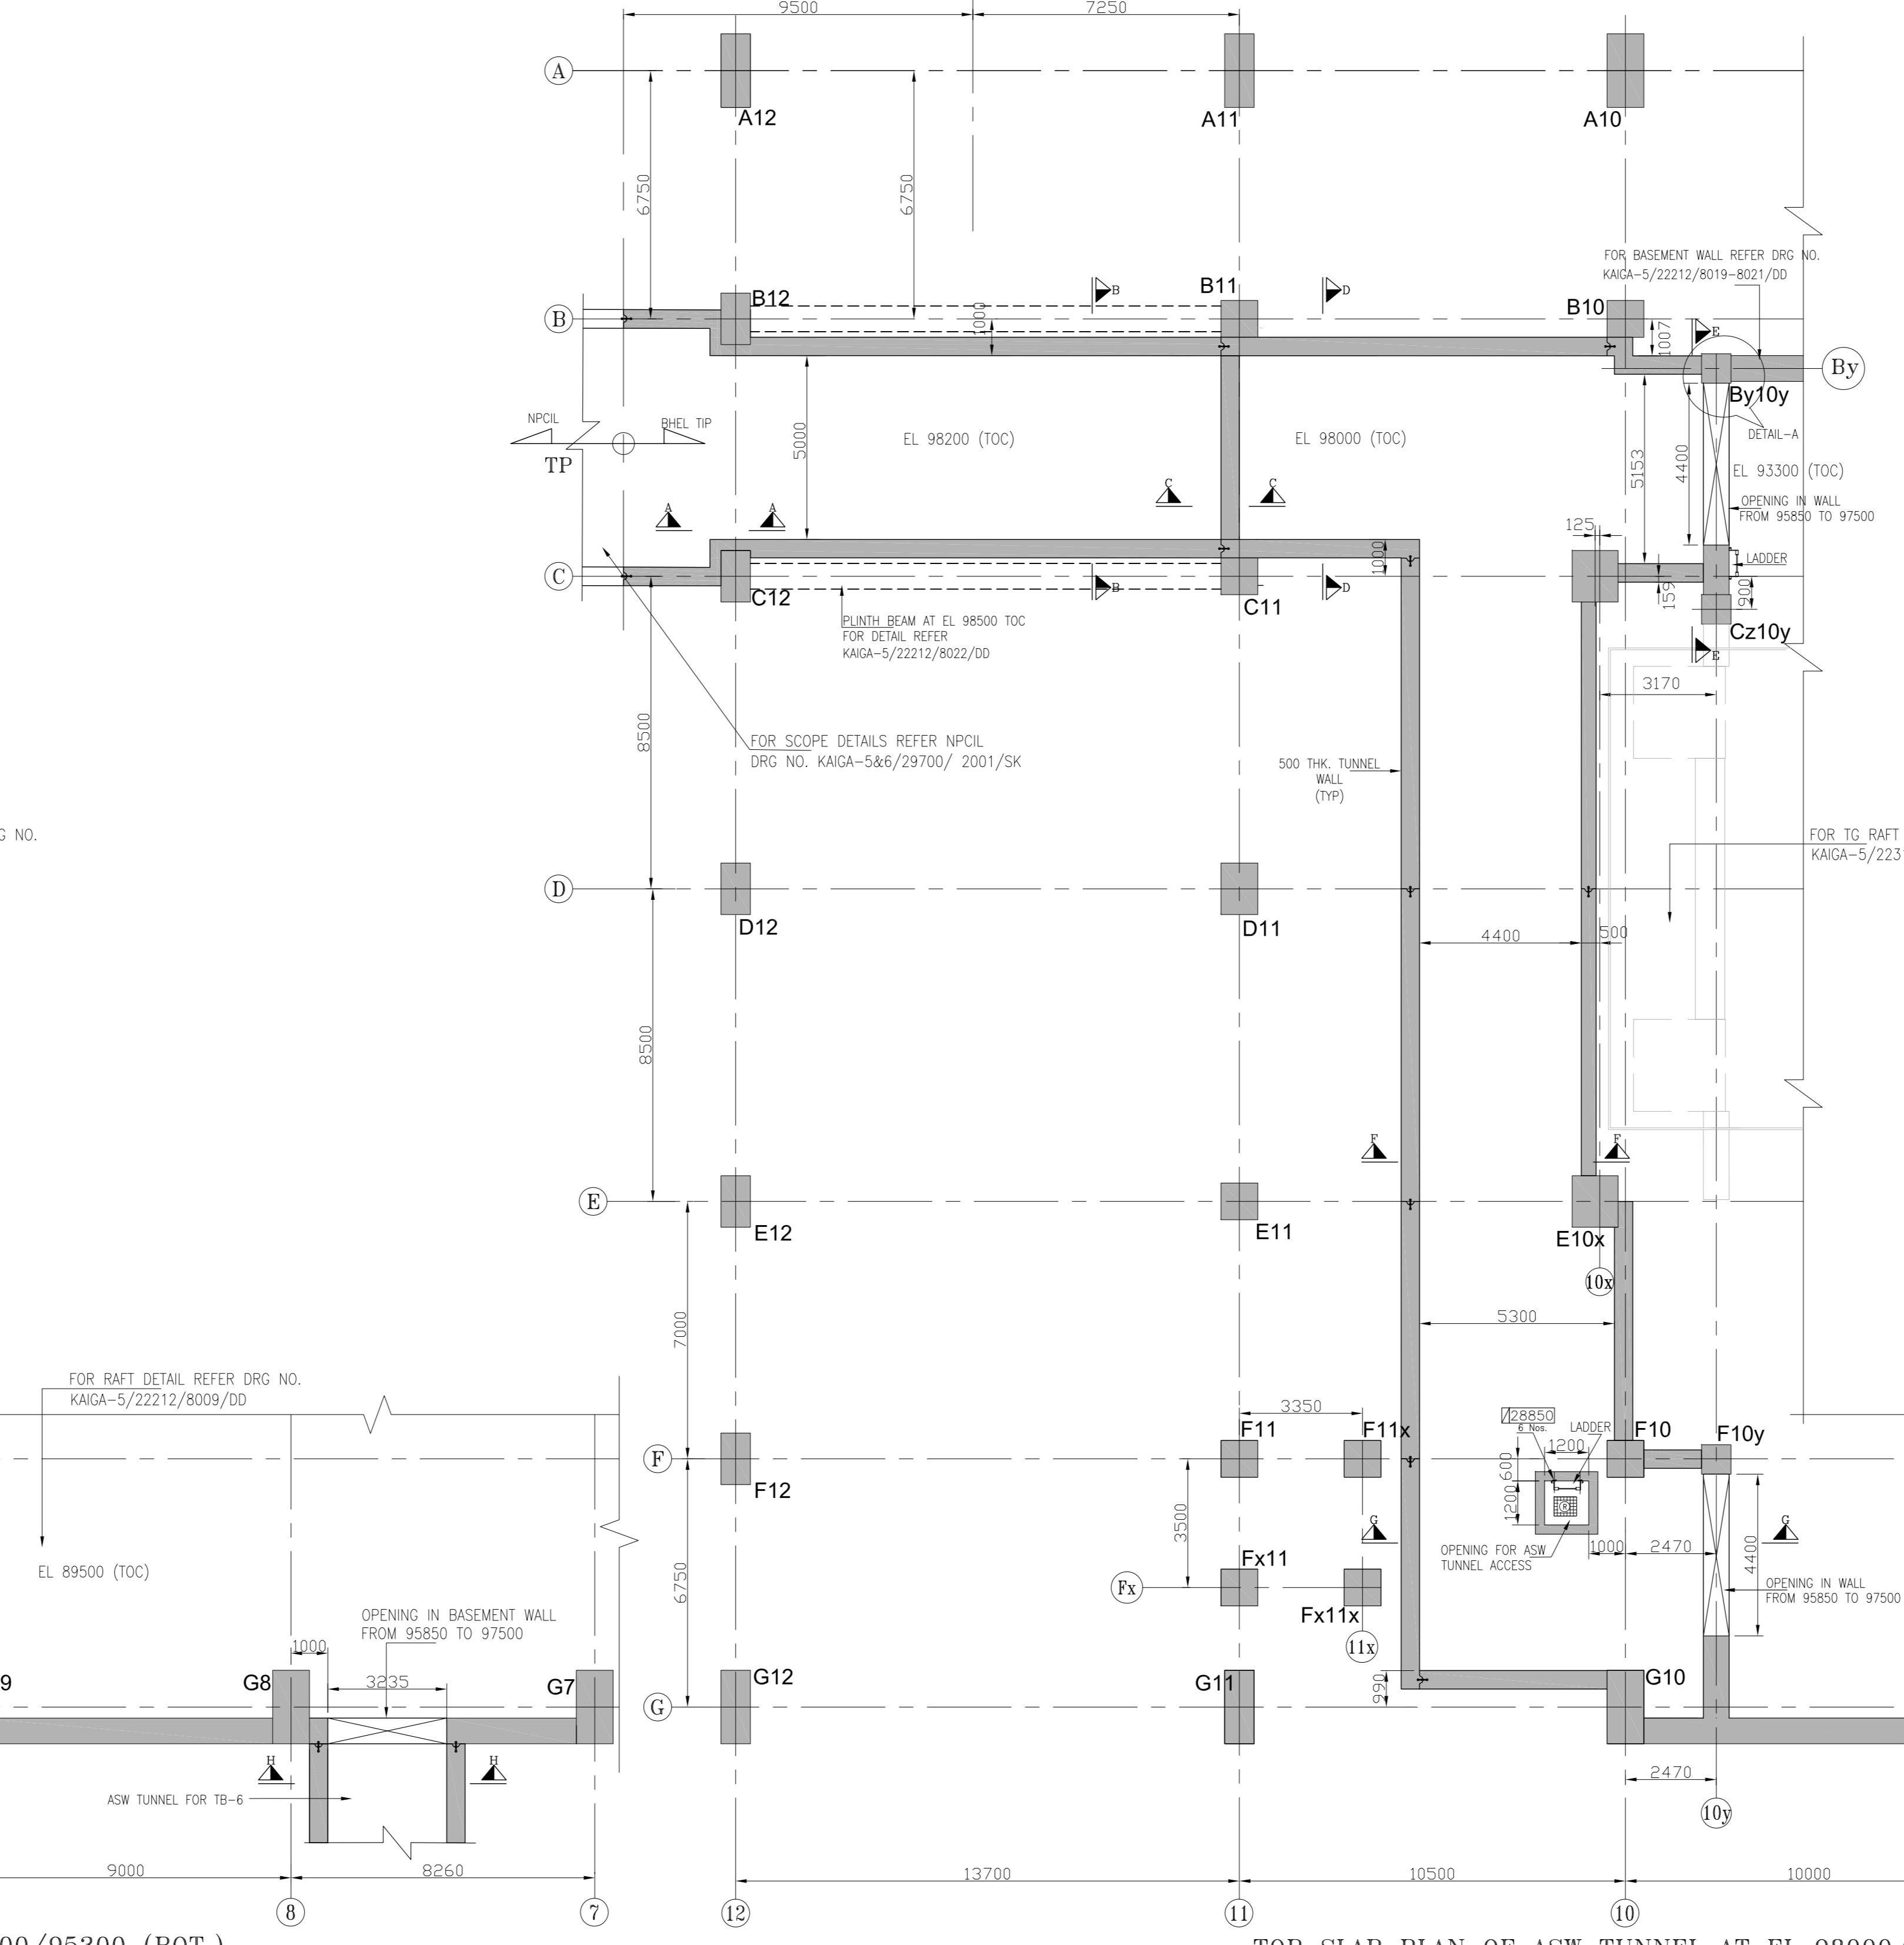 9500
7250
A
A12
A11
A10
6750
6750
FOR BASEMENT WALL REFER DRG NO.
KAIGA-5/22212/8019-8021/DD
B
B12
B11
B10
B
D
E
1000
1007
By
By10y
DETAIL-A
NPCIL
BHEL TIP
TP
5000
EL 98200 (TOC)
EL 98000 (TOC)
5153
4400
EL 93300 (TOC)
OPENING IN WALL
FROM 95850 TO 97500
A
A
C
C
125
1000
LADDER
C
C12
C11
B
D
159
900
Cz10y
E
PLINTH BEAM AT EL 98500 TOC
FOR DETAIL REFER
KAIGA-5/22212/8022/DD
3170
8500
FOR SCOPE DETAILS REFER NPCIL
DRG NO. KAIGA-5&6/29700/ 2001/SK
500 THK. TUNNEL
WALL
(TYP)
G NO.
FOR TG RAFT
KAIGA-5/223
D
D12
D11
4400
500
8500
F
F
E
E12
E11
E10x
10x
7000
5300
FOR RAFT DETAIL REFER DRG NO.
KAIGA-5/22212/8009/DD
3350
F11
F11x
28850
6 Nos.
LADDER
F10
F10y
1200
600
F
F12
1200
R
3500
G
G
OPENING FOR ASW
TUNNEL ACCESS
1000
2470
4400
EL 89500 (TOC)
6750
Fx
Fx11
Fx11x
11x
OPENING IN WALL
FROM 95850 TO 97500
OPENING IN BASEMENT WALL
FROM 95850 TO 97500
1000
9
G8
3235
G7
G
G12
G11
990
G10
H
H
ASW TUNNEL FOR TB-6
2470
10y
9000
8260
13700
10500
10000
8
7
12
11
10